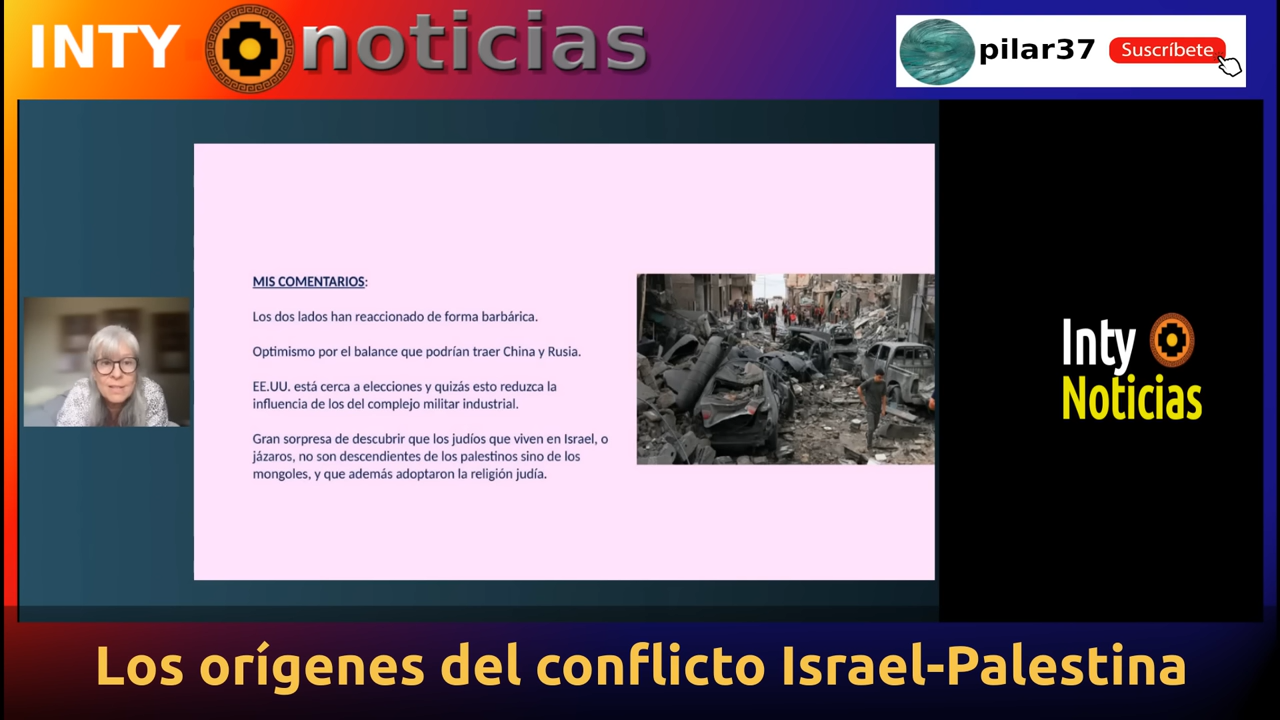 INTY noticias
pilar37
Suscríbete
MIS COMENTARIOS:
Los dos lados han reaccionado de forma barbárica.
Optimismo por el balance que podrían traer China y Rusia.
EE.UU. está cerca a elecciones y quizás esto reduzca la
influencia de los del complejo militar industrial.
Gran sorpresa de descubrir que los judíos que viven en Israel, o
jázaros, no son descendientes de los palestinos sino de los
mongoles, y que además adoptaron la religión judía.
Inty
Noticias
Los orígenes del conflicto Israel-Palestina